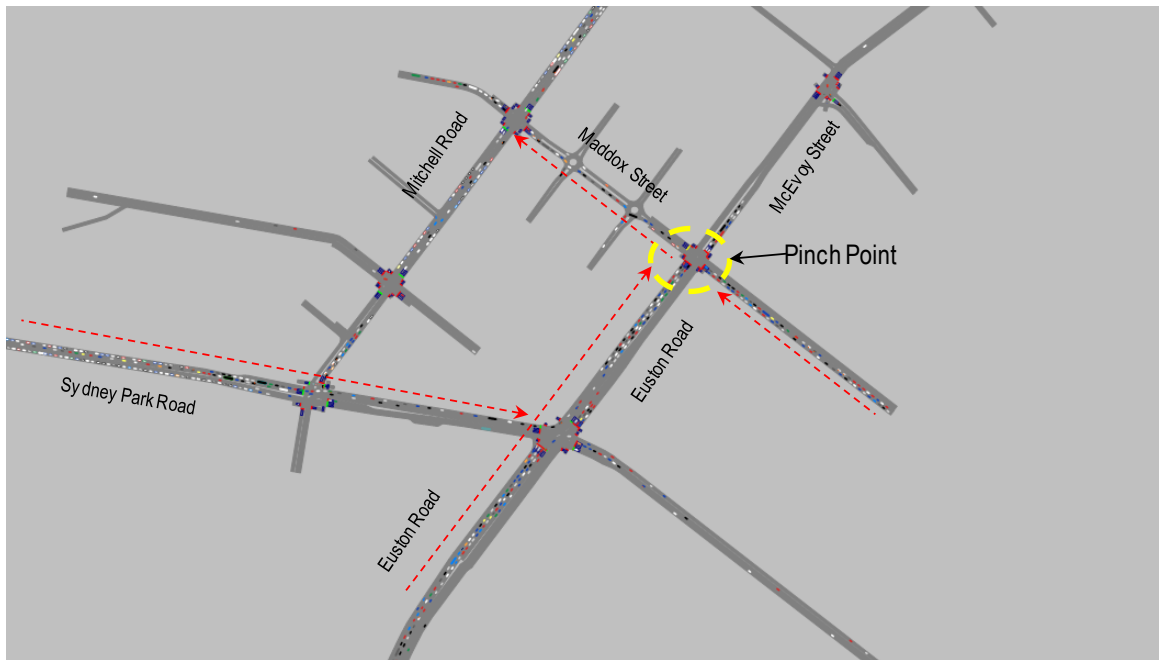 Mitchell Road
Maddox Street
McEvoy Street
Pinch Point
Euston Road
Sydney Park Road
Euston Road